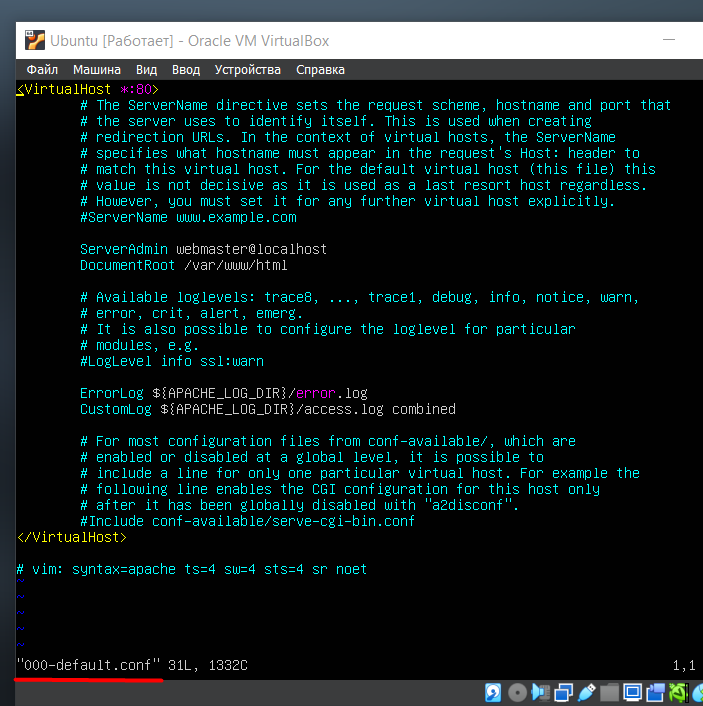 Ubuntu [Работает] - Oracle VM VirtualBox
Файл Машина Вид Ввод Устройства Справка
<VirtualHost *:80>
# The ServerName directive sets the request scheme, hostname and port that
# the server uses to identify itself. This is used when creating
# redirection URLs. In the context of virtual hosts, the ServerName
# specifies what hostname must appear in the request's Host: header to
# match this virtual host. For the default virtual host (this file) this
# value is not decisive as it is used as a last resort host regardless.
# However, you must set it for any further virtual host explicitly.
#ServerName www.example.com
ServerAdmin webmaster@localhost
DocumentRoot /var/www/html
# Available loglevels: trace8, ..., trace1, debug, info, notice, warn,
# error, crit, alert, emerg.
# It is also possible to configure the loglevel for particular
# modules, e.g.
#LogLevel info ssl:warn
ErrorLog ${APACHE_LOG_DIR}/error.log
CustomLog ${APACHE_LOG_DIR}/access.log combined
# For most configuration files from conf-available/, which are
# enabled or disabled at a global level, it is possible to
# include a line for only one particular virtual host. For example the
# following line enables the CGI configuration for this host only
# after it has been globally disabled with "a2disconf".
#Include conf-available/serve-cgi-bin.conf
</VirtualHost>
# vim: syntax=apache ts=4 sw=4 sts=4 sr noet
~
~
~
~
~
"000-default.conf" 31L, 1332C 1,1